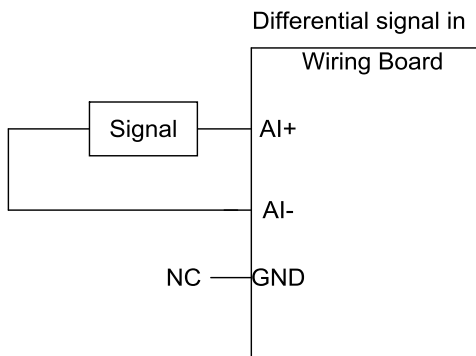 Differential signal in
Wiring Board
Signal
AI+
AI-
NC
GND